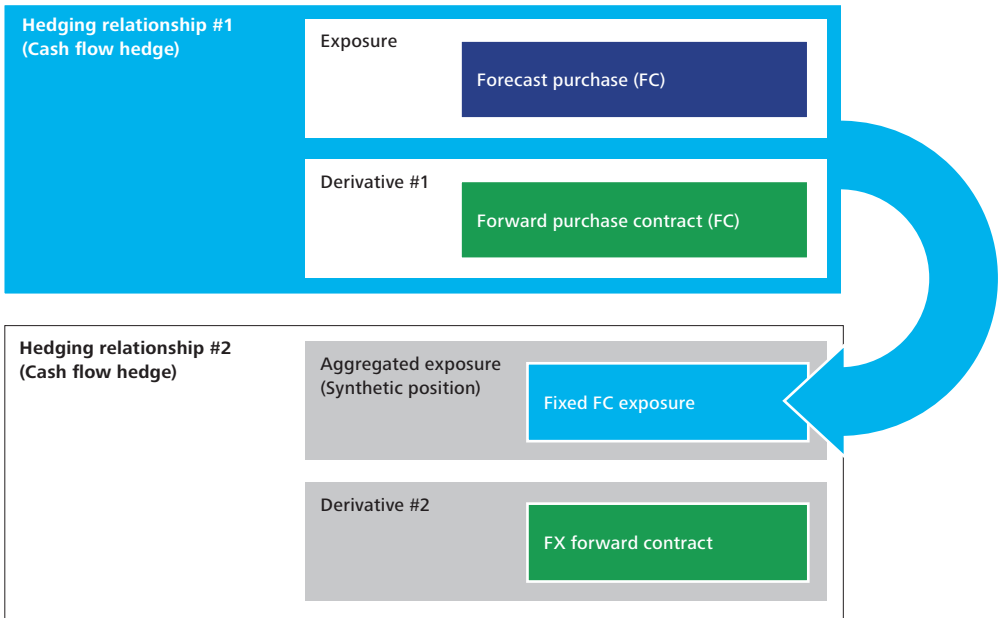 Hedging relationship #1
(Cash flow hedge)
Exposure
Forecast purchase (FC)
Derivative #1
Forward purchase contract (FC)
Hedging relationship #2
(Cash flow hedge)
Aggregated exposure
(Synthetic position)
Fixed FC exposure
Derivative #2
FX forward contract